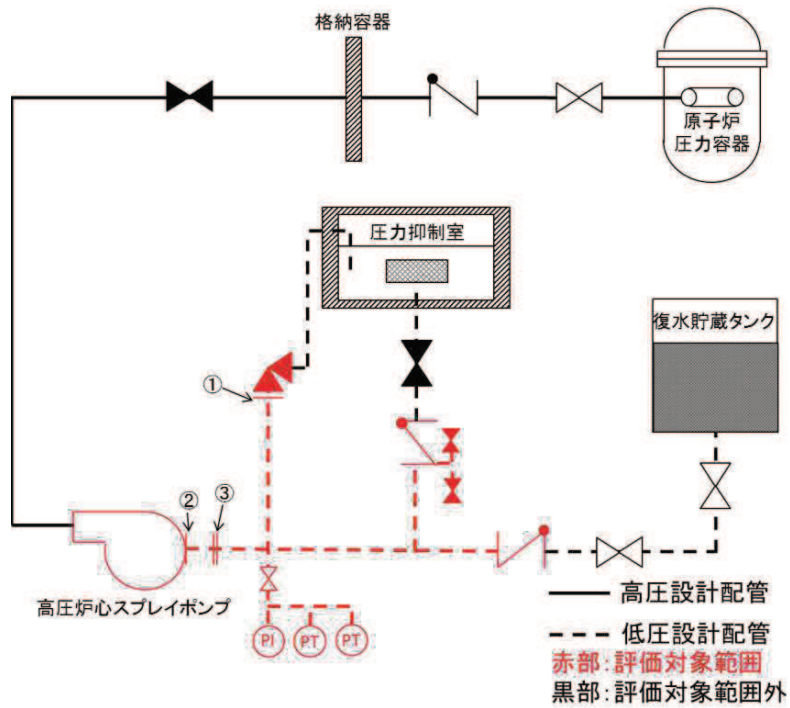 格納容器
原子炉
圧力容器
圧力抑制室
復水貯蔵タンク
①
②
③
高圧炉心スプレイポンプ
PI
PT
PT
高圧設計配管
低圧設計配管
赤部:評価対象範囲
黒部:評価対象範囲外